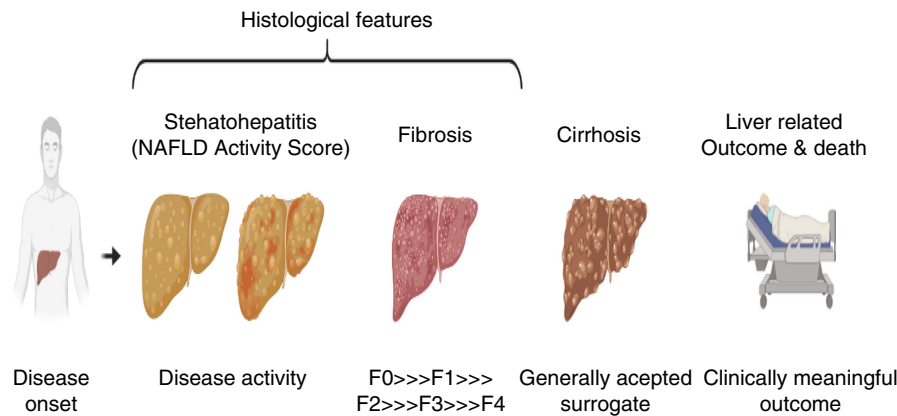 Histological features
Stehatohepatitis
(NAFLD Activity Score)
Fibrosis
Cirrhosis
Liver related
Outcome & death
Disease
onset
Disease activity
F0>>>F1>>>
F2>>>F3>>>F4
Generally acepted
surrogate
Clinically meaningful
outcome